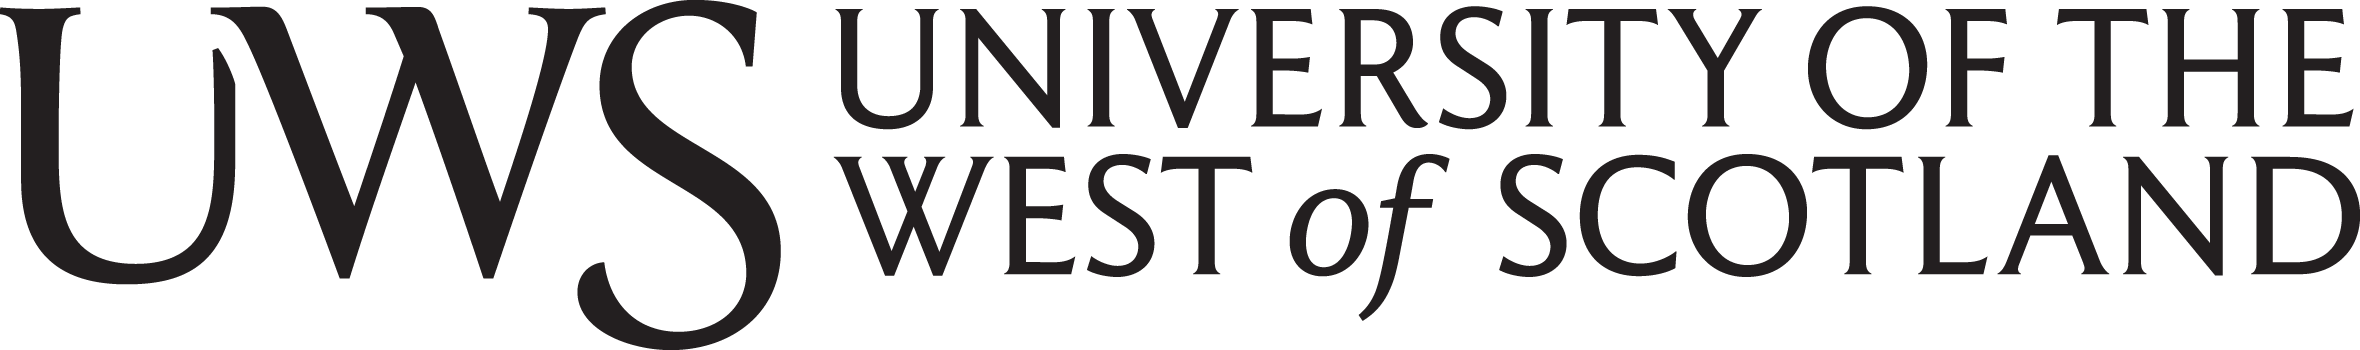 UWS
UNIVERSITY OF THE
WEST of SCOTLAND